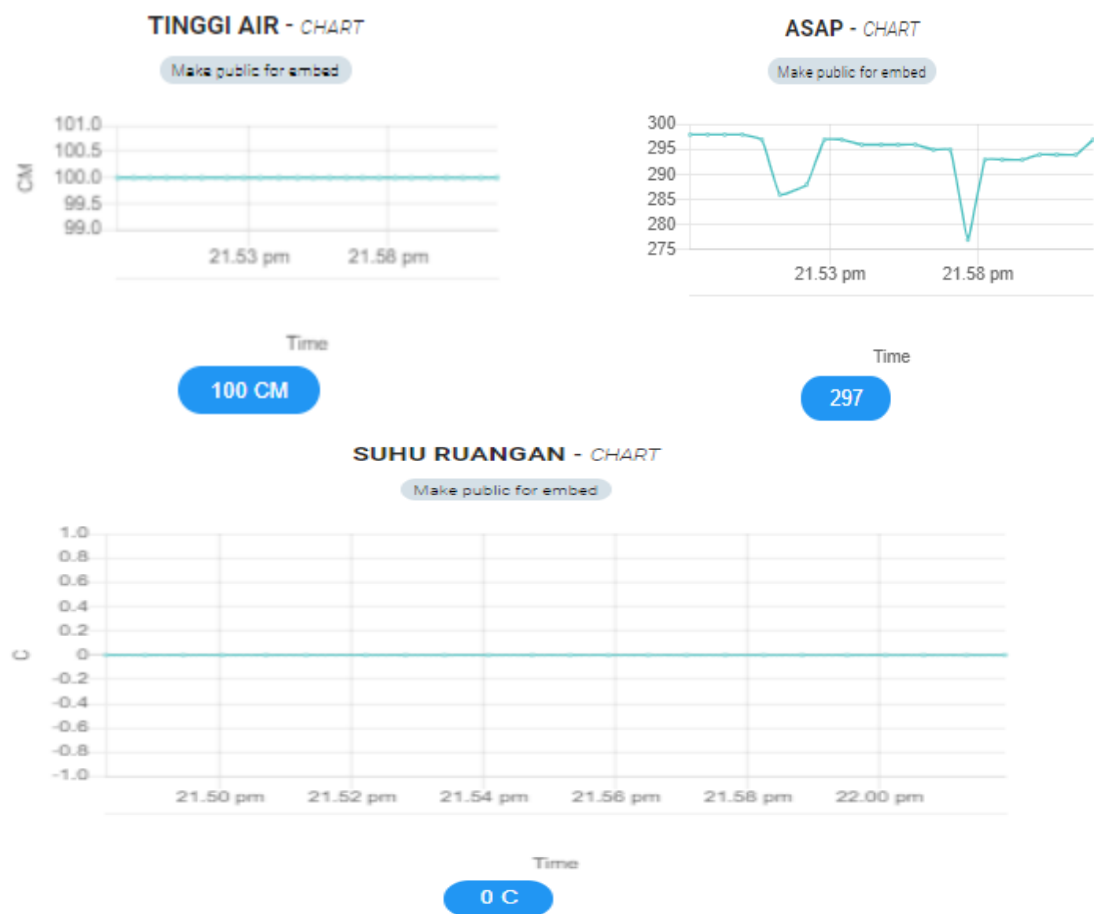 TINGGI AIR - CHART
Make public for embed
101.0
100.5
100.0
99.5
99.0
CM
21.53 pm 21.58 pm
Time
100 CM
ASAP - CHART
Make public for embed
300
295
290
285
280
275
21.53 pm 21.58 pm
Time
297
SUHU RUANGAN - CHART
Make public for embed
1.0
0.8
0.6
0.4
0.2
0
-0.2
-0.4
-0.6
-0.8
-1.0
C
21.50 pm 21.52 pm 21.54 pm 21.56 pm 21.58 pm 22.00 pm
Time
0 C